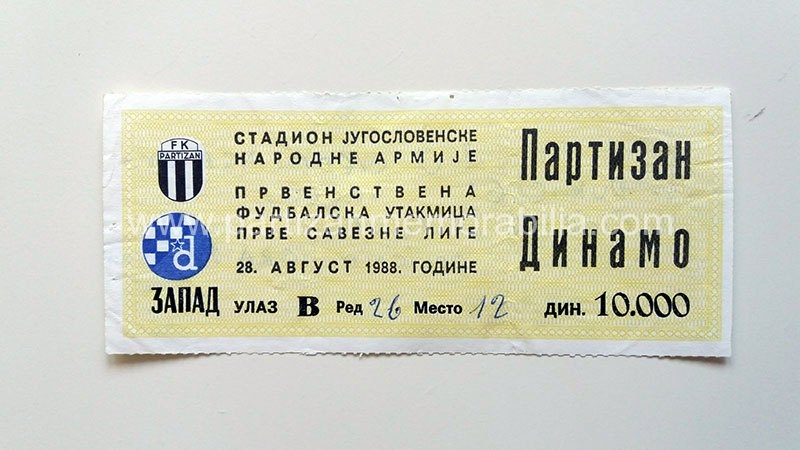 FK
PARTIZAN
СТАДИОН ЈУГОСЛОВЕНСКЕ
НАРОДНЕ АРМИЈЕ
ПРВЕНСТВЕНА
ФУДБАЛСКА УТАКМИЦА
ПРВЕ САВЕЗНЕ ЛИГЕ
28. АВГУСТ 1988. ГОДИНЕ
Партизан
Динамо
d
ЗАПАД УЛАЗ В Ред 26 Место 12 ДИН. 10.000